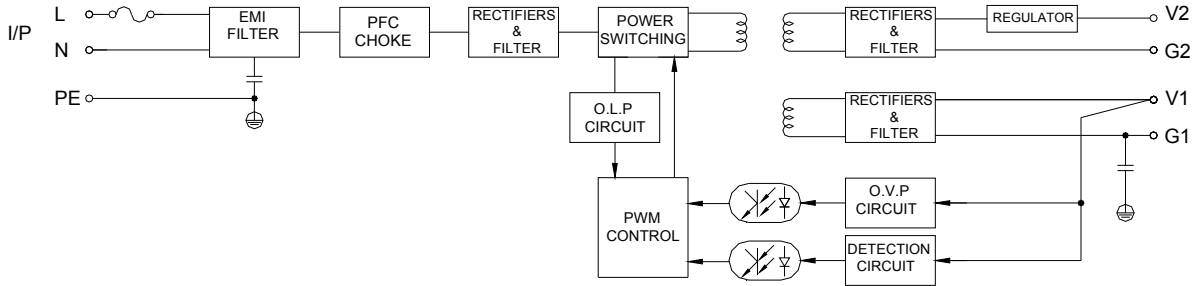 I/P
L
N
PE
EMI
FILTER
PFC
CHOKE
RECTIFIERS
&
FILTER
POWER
SWITCHING
RECTIFIERS
&
FILTER
REGULATOR
V2
G2
O.L.P
CIRCUIT
RECTIFIERS
&
FILTER
V1
G1
PWM
CONTROL
O.V.P
CIRCUIT
DETECTION
CIRCUIT